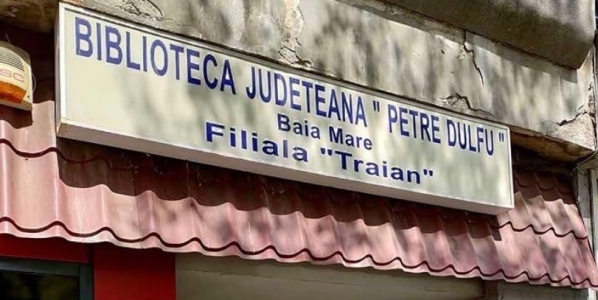 BIBLIOTECA JUDETEANA " PETRE DULFU "
Baia Mare
Filiala "Traian"